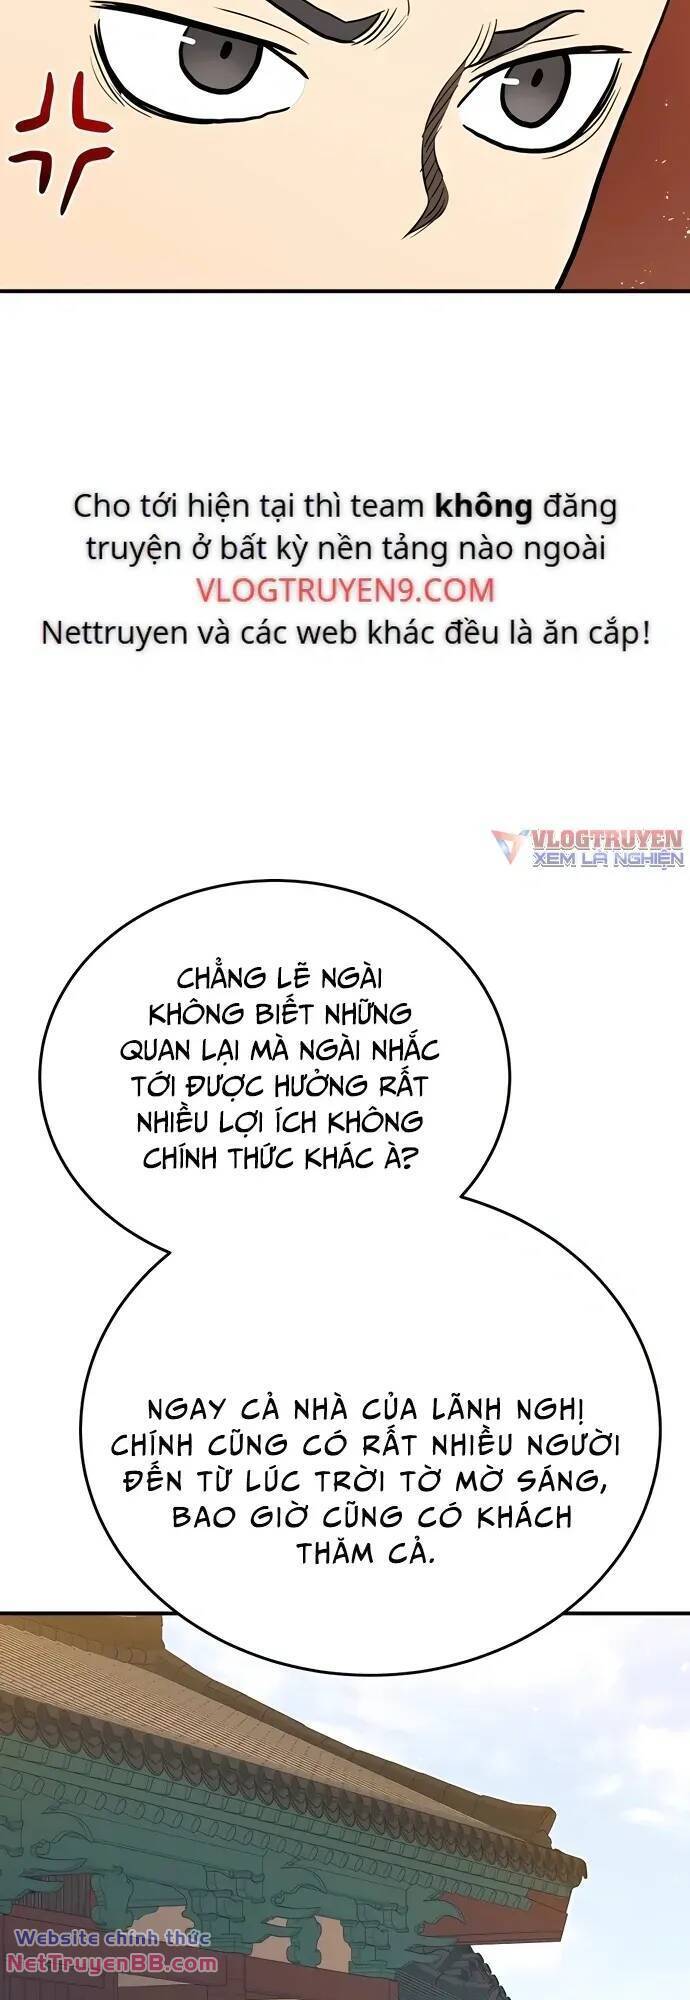 Cho tới hiện tại thì team không đăng
truyện ở bất kỳ nền tảng nào ngoài
VLOGTRUYEN9.COM
Nettruyen và các web khác đều là ăn cắp!
VLOGTRUYEN
XEM LÀ NGHIỆN
CHẲNG LẼ NGÀI
KHÔNG BIẾT NHỮNG
QUAN LẠI MÀ NGÀI NHẮC
TỚI ĐƯỢC HƯỞNG RẤT
NHIỀU LỢI ÍCH KHÔNG
CHÍNH THỨC KHÁC À?
NGAY CẢ NHÀ CỦA LÃNH NGHỊ
CHÍNH CŨNG CÓ RẤT NHIỀU NGƯỜI
ĐẾN TỪ LÚC TRỜI TỜ MỜ SÁNG,
BAO GIỜ CŨNG CÓ KHÁCH
THĂM CẢ.
Website chính thức
NetTruyenBB.com